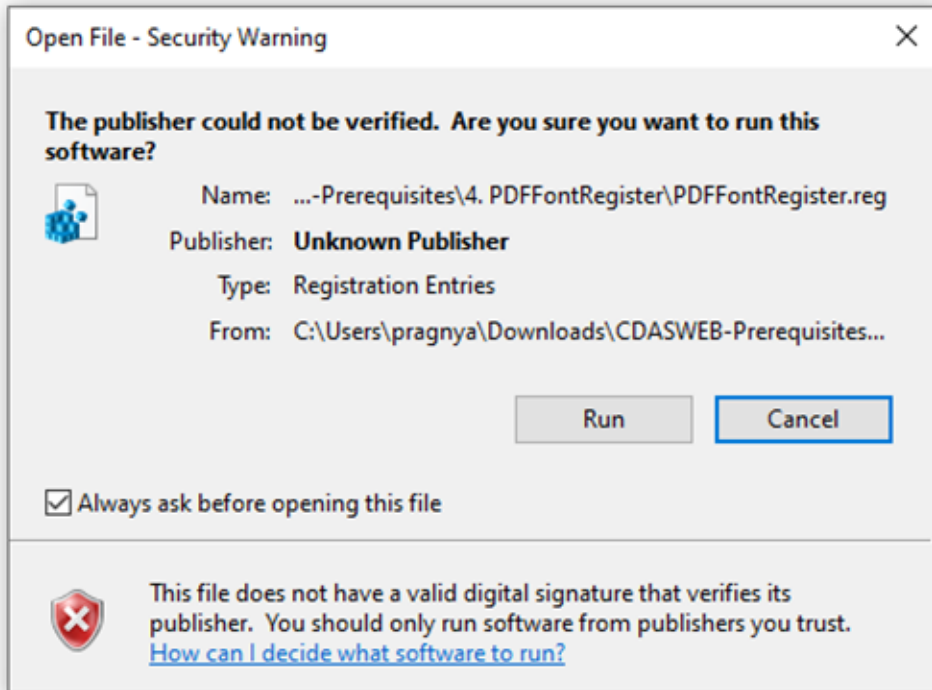 Open File - Security Warning
The publisher could not be verified.  Are you sure you want to run this
software?
Name: ...-Prerequisites\4. PDFFontRegister\PDFFontRegister.reg
Publisher: Unknown Publisher
Type: Registration Entries
From: C:\Users\pragnya\Downloads\CDASWEB-Prerequisites...
Run Cancel
Always ask before opening this file
This file does not have a valid digital signature that verifies its
publisher.  You should only run software from publishers you trust.
How can I decide what software to run?